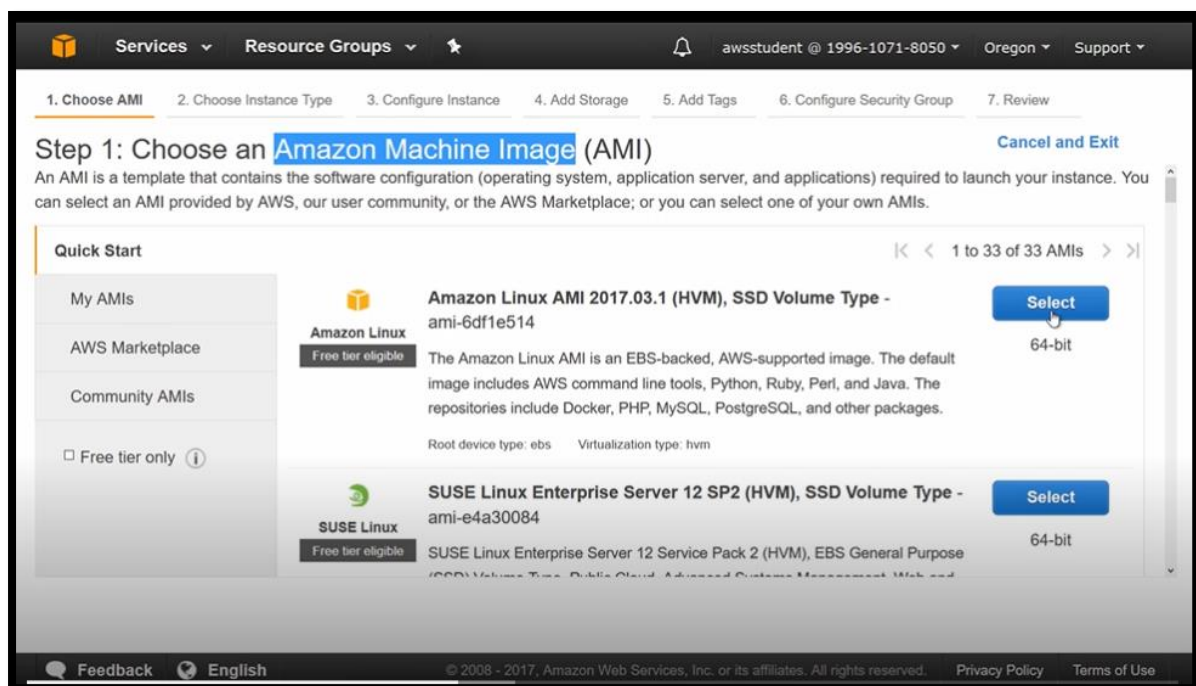 Services Resource Groups awsstudent @ 1996-1071-8050 Oregon Support
1. Choose AMI 2. Choose Instance Type 3. Configure Instance 4. Add Storage 5. Add Tags 6. Configure Security Group 7. Review
Step 1: Choose an Amazon Machine Image (AMI)
Cancel and Exit
An AMI is a template that contains the software configuration (operating system, application server, and applications) required to launch your instance. You
can select an AMI provided by AWS, our user community, or the AWS Marketplace; or you can select one of your own AMIs.
Quick Start
1 to 33 of 33 AMIs
My AMIs
AWS Marketplace
Community AMIs
Free tier only
Amazon Linux
Free tier eligible
Amazon Linux AMI 2017.03.1 (HVM), SSD Volume Type -
ami-6df1e514
The Amazon Linux AMI is an EBS-backed, AWS-supported image. The default
image includes AWS command line tools, Python, Ruby, Perl, and Java. The
repositories include Docker, PHP, MySQL, PostgreSQL, and other packages.
Root device type: ebs Virtualization type: hvm
Select
64-bit
SUSE Linux
Free tier eligible
SUSE Linux Enterprise Server 12 SP2 (HVM), SSD Volume Type -
ami-e4a30084
SUSE Linux Enterprise Server 12 Service Pack 2 (HVM), EBS General Purpose
(SSD) Volume Type, Public Cloud, Advanced Systems Management, Web and
Select
64-bit
Feedback English © 2008 - 2017, Amazon Web Services, Inc. or its affiliates. All rights reserved. Privacy Policy Terms of Use